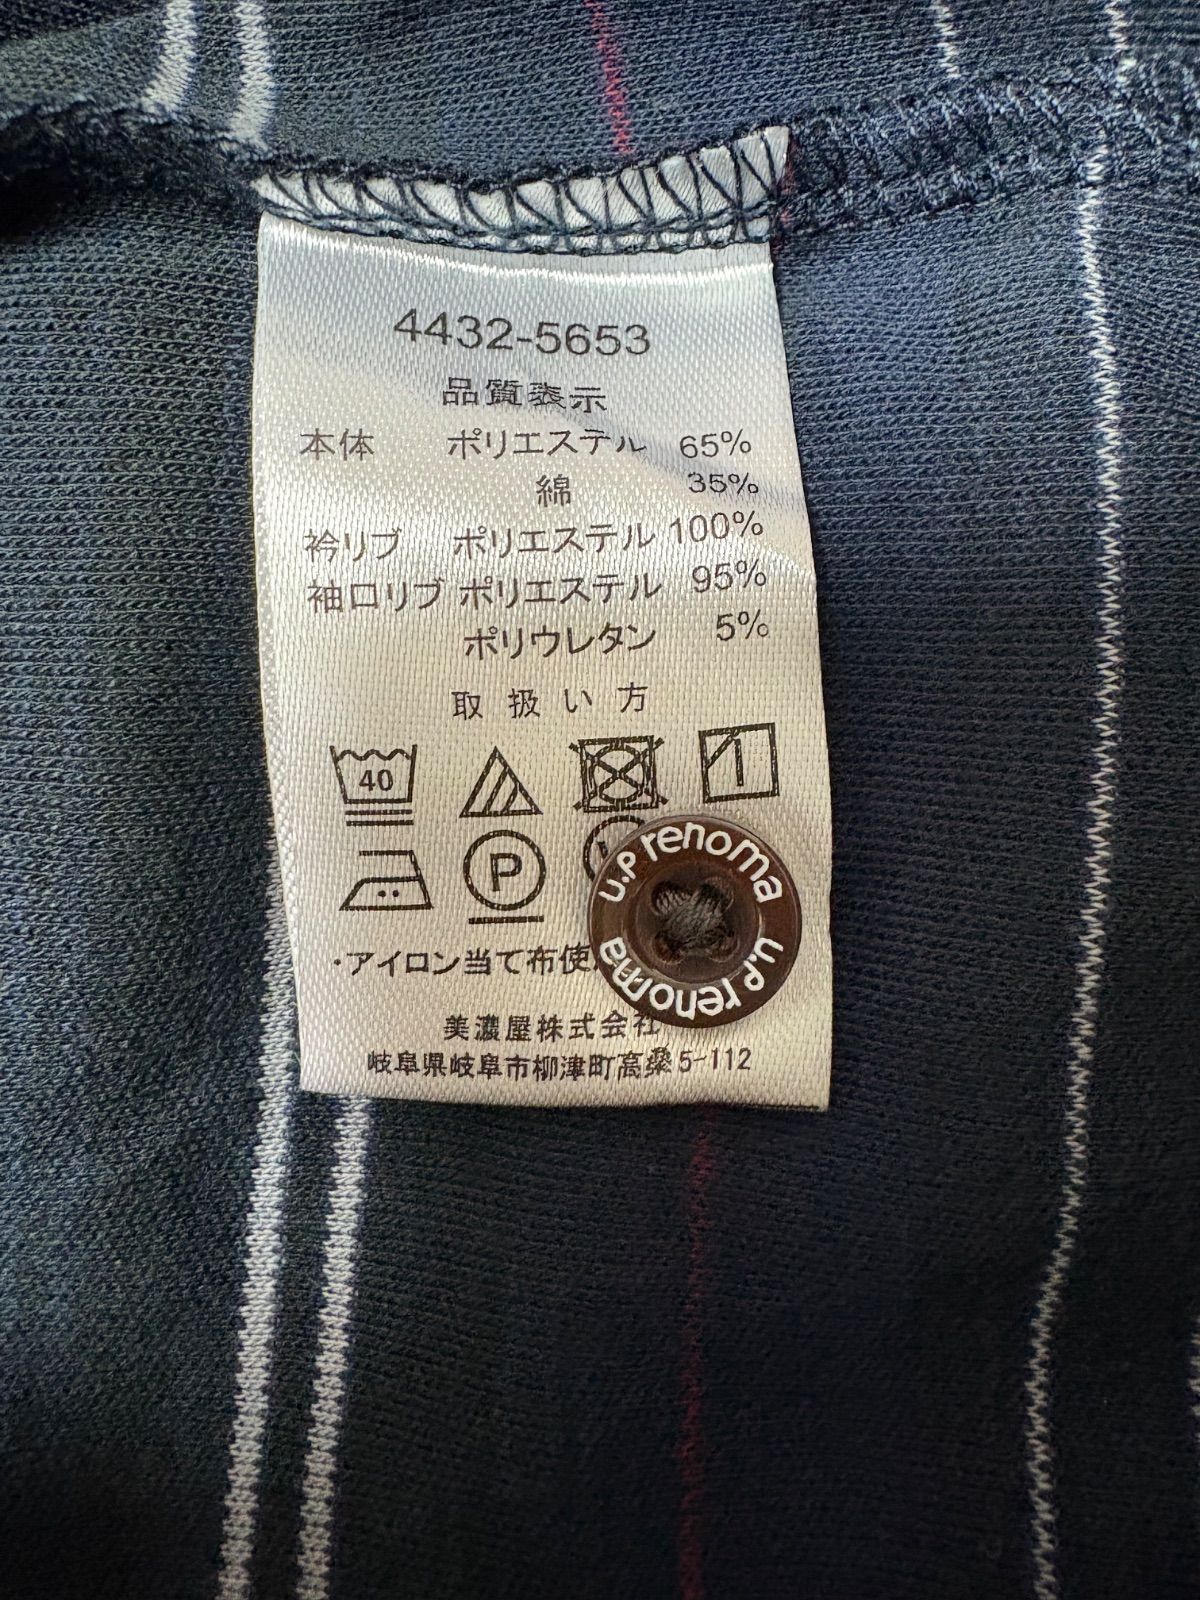 4432-5653
品質表示
本体 ポリエステル 65%
綿 35%
衿リブ ポリエステル 100%
袖口リブ ポリエステル 95%
ポリウレタン 5%
取扱い方
40
P
u.p renoma
u.p renoma
・アイロン当て布使
美濃屋株式会社
岐阜県岐阜市柳津町高桑5-112